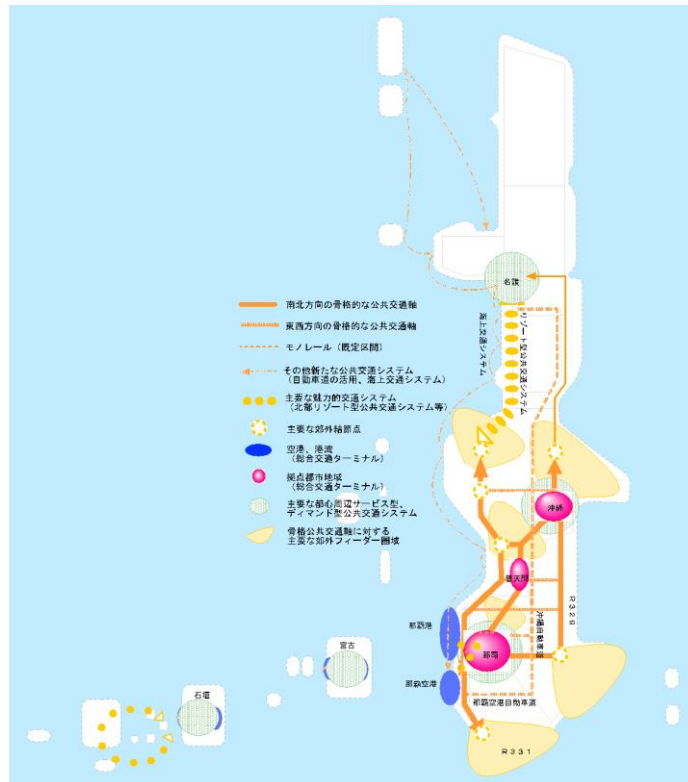 名護
南北方向の骨格的な公共交通軸
東西方向の骨格的な公共交通軸
モノレール(既定区間)
その他新たな公共交通システム
(自動車道の活用、海上交通システム)
主要な魅力的交通システム
(北部リゾート型公共交通システム等)
主要な郊外結節点
空港、港湾
(総合交通ターミナル)
拠点都市地域
(総合交通ターミナル)
主要な都心周辺サービス型、
ディマンド型公共交通システム
骨格公共交通軸に対する
主要な郊外フィーダー圏域
海上交通システム
リゾート型公共交通システム
沖縄
普天間
R329
沖縄自動車道
那覇港
那覇
宮古
那覇空港
石垣
那覇空港自動車道
R331